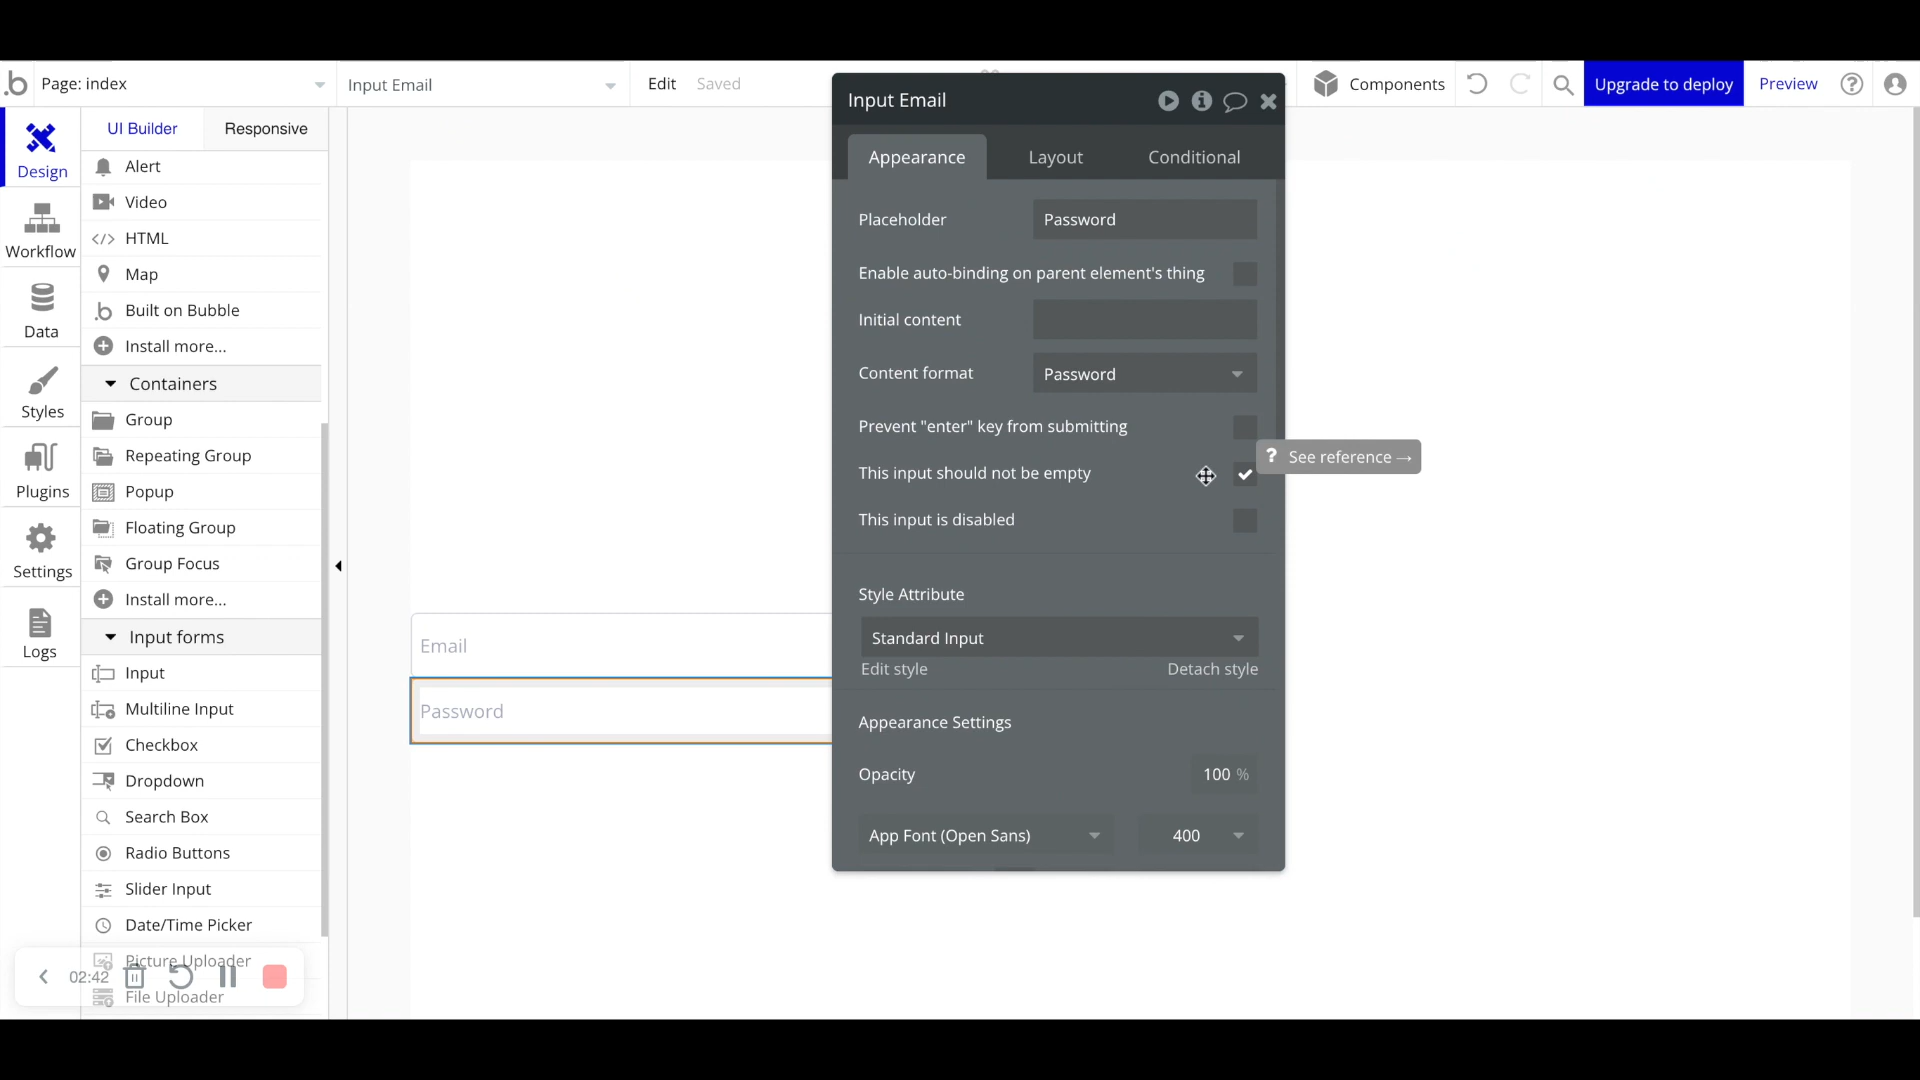 Page: index
Input Email
Edit
Saved
Components
Upgrade to deploy
Preview
UI Builder
Responsive
Design
Workflow
Data
Styles
Plugins
Settings
Logs
Alert
Video
HTML
Map
Built on Bubble
Install more...
Containers
Group
Repeating Group
Popup
Floating Group
Group Focus
Install more...
Input forms
Input
Multiline Input
Checkbox
Dropdown
Search Box
Radio Buttons
Slider Input
Date/Time Picker
Picture Uploader
File Uploader
02:42
Email
Password
Input Email
Appearance
Layout
Conditional
Placeholder
Password
Enable auto-binding on parent element's thing
Initial content
Content format
Password
Prevent "enter" key from submitting
This input should not be empty
? See reference →
This input is disabled
Style Attribute
Standard Input
Edit style
Detach style
Appearance Settings
Opacity
100 %
App Font (Open Sans)
400